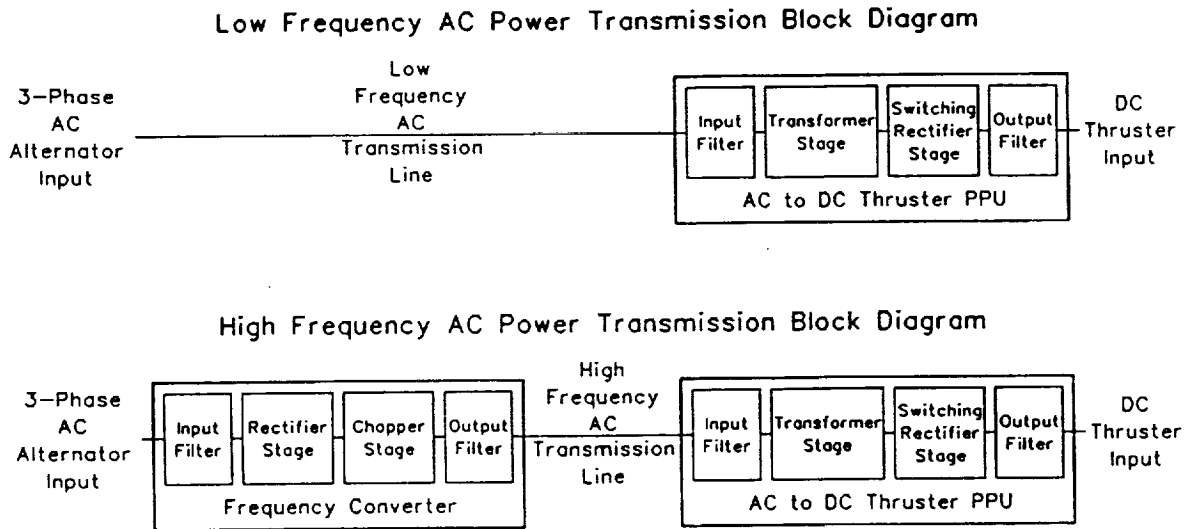 Low Frequency AC Power Transmission Block Diagram
3-Phase
AC
Alternator
Input
Low
Frequency
AC
Transmission
Line
Input
Filter
Transformer
Stage
Switching
Rectifier
Stage
Output
Filter
AC to DC Thruster PPU
DC
Thruster
Input
High Frequency AC Power Transmission Block Diagram
3-Phase
AC
Alternator
Input
Input
Filter
Rectifier
Stage
Chopper
Stage
Output
Filter
Frequency Converter
High
Frequency
AC
Transmission
Line
Input
Filter
Transformer
Stage
Switching
Rectifier
Stage
Output
Filter
AC to DC Thruster PPU
DC
Thruster
Input